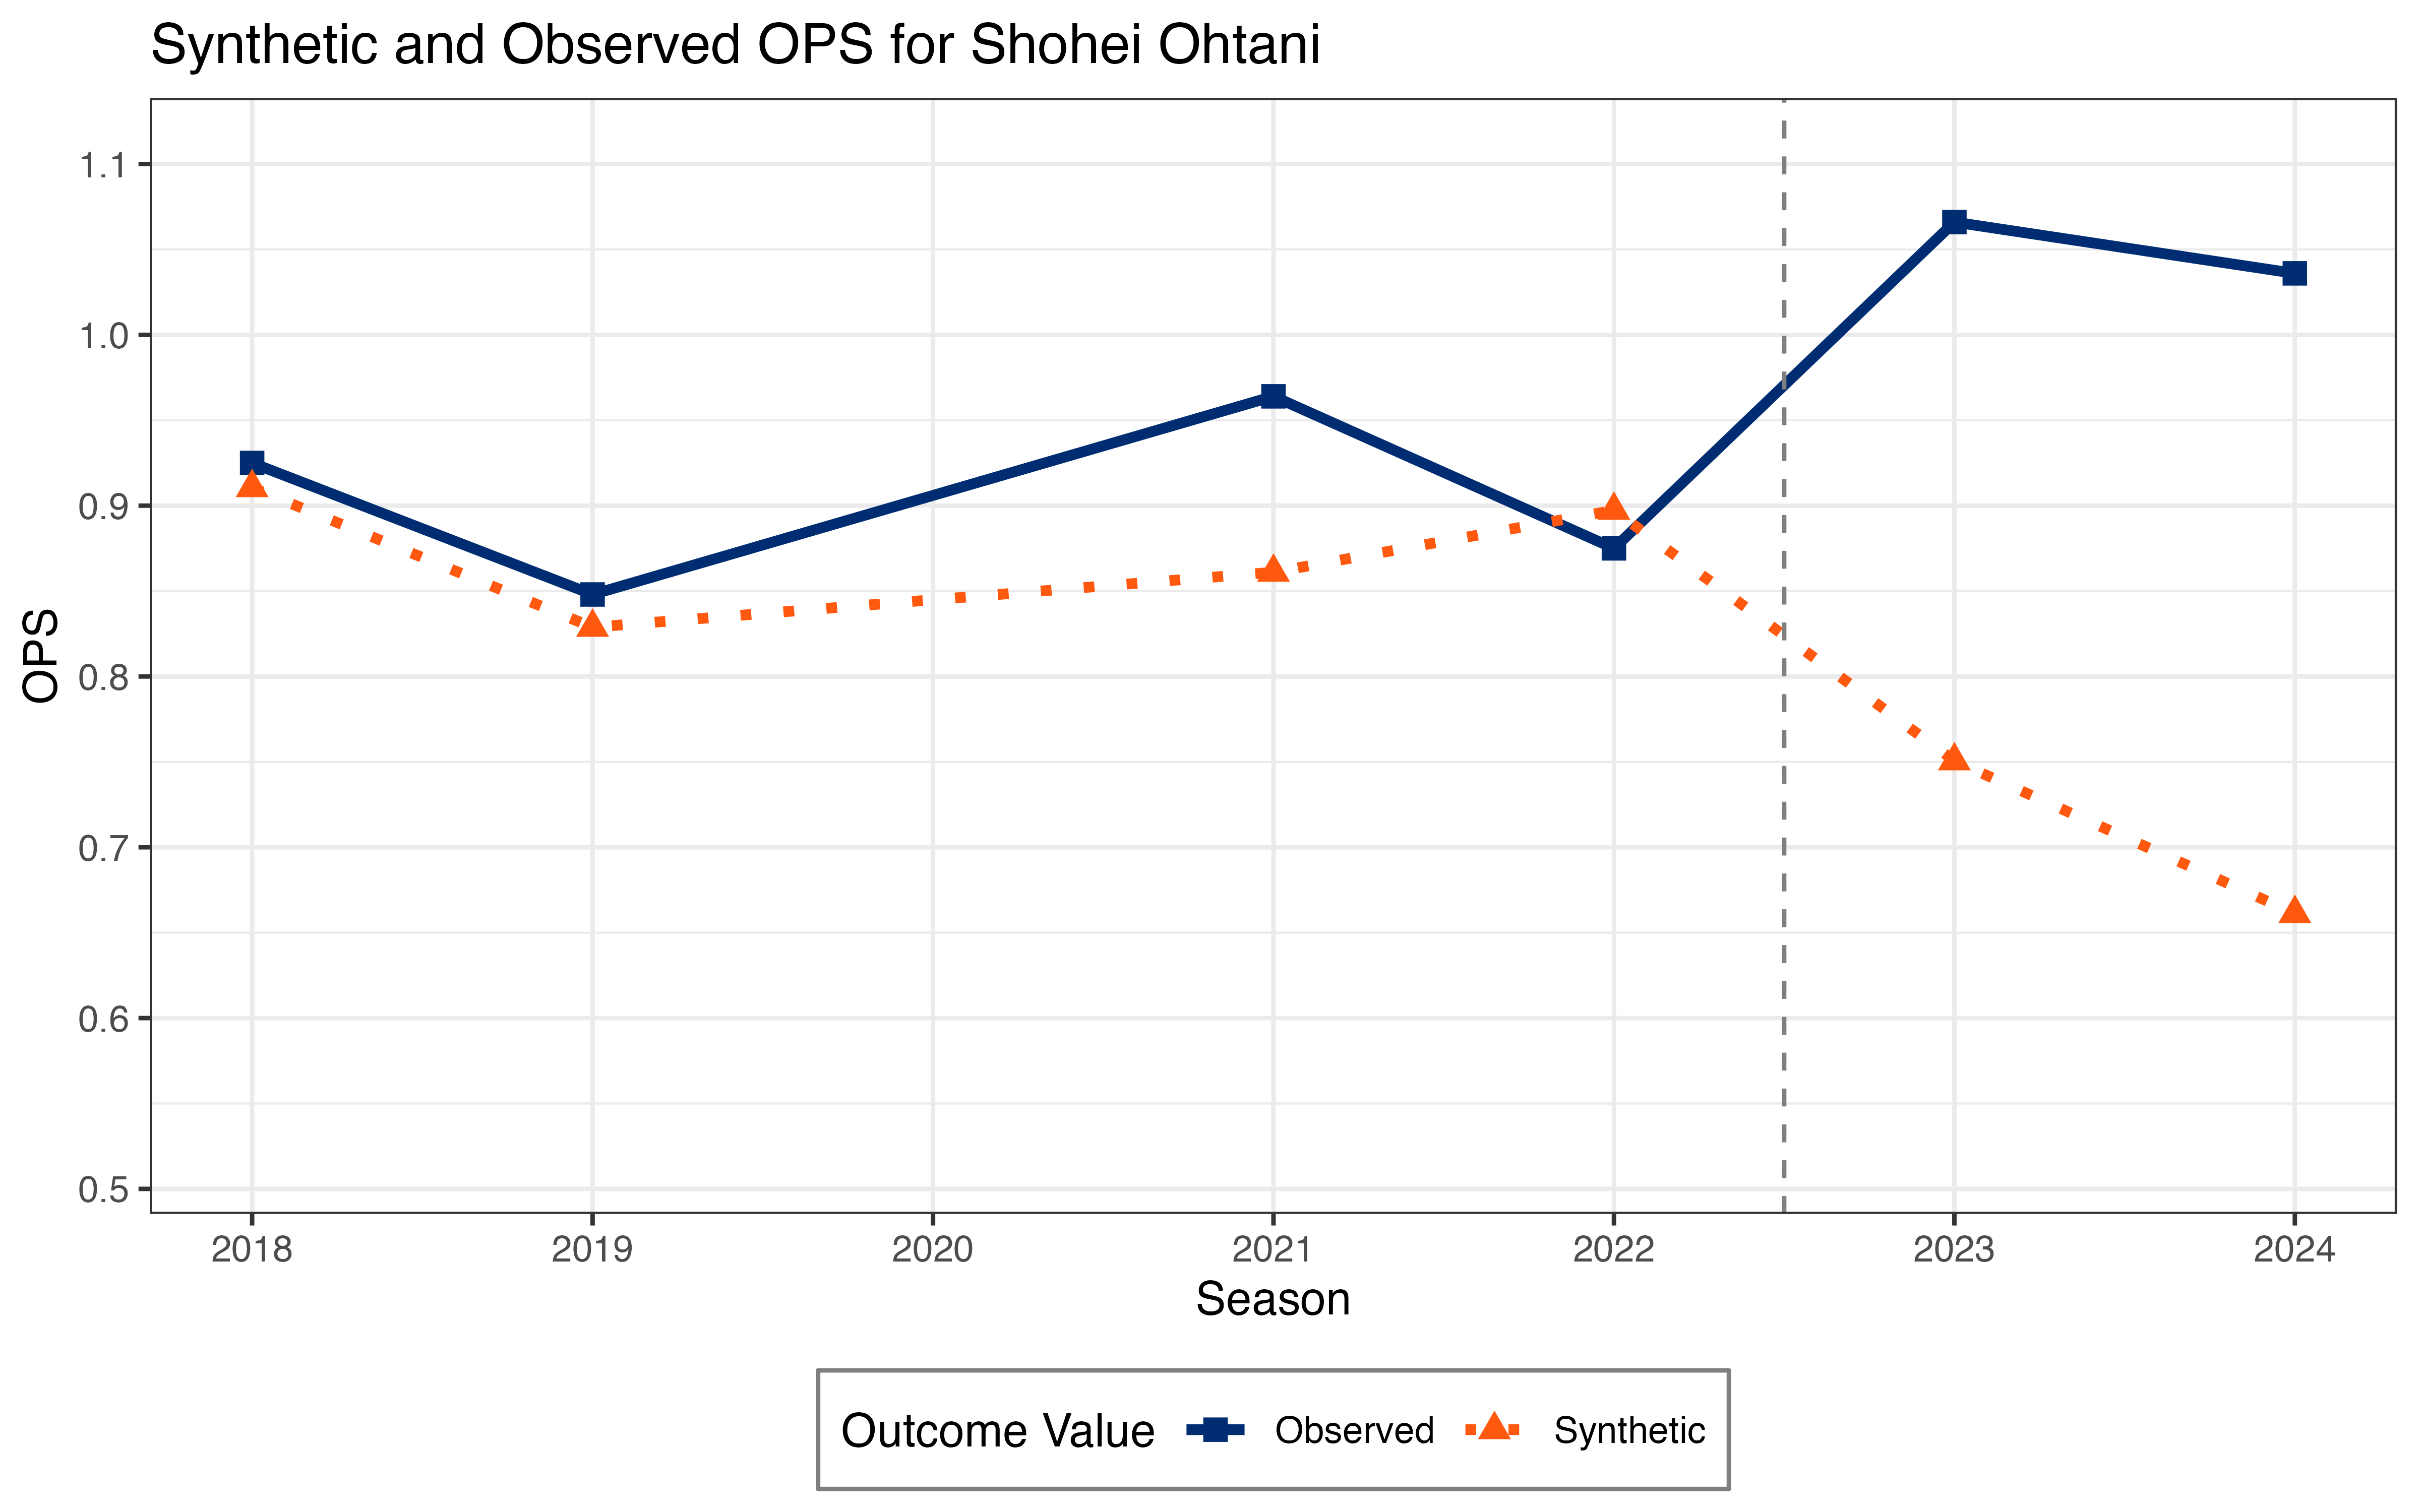 Synthetic and Observed OPS for Shohei Ohtani
1.1
1.0
0.9
0.8
0.7
0.6
0.5
OPS
2018 2019 2020 2021 2022 2023 2024
Season
Outcome Value Observed Synthetic